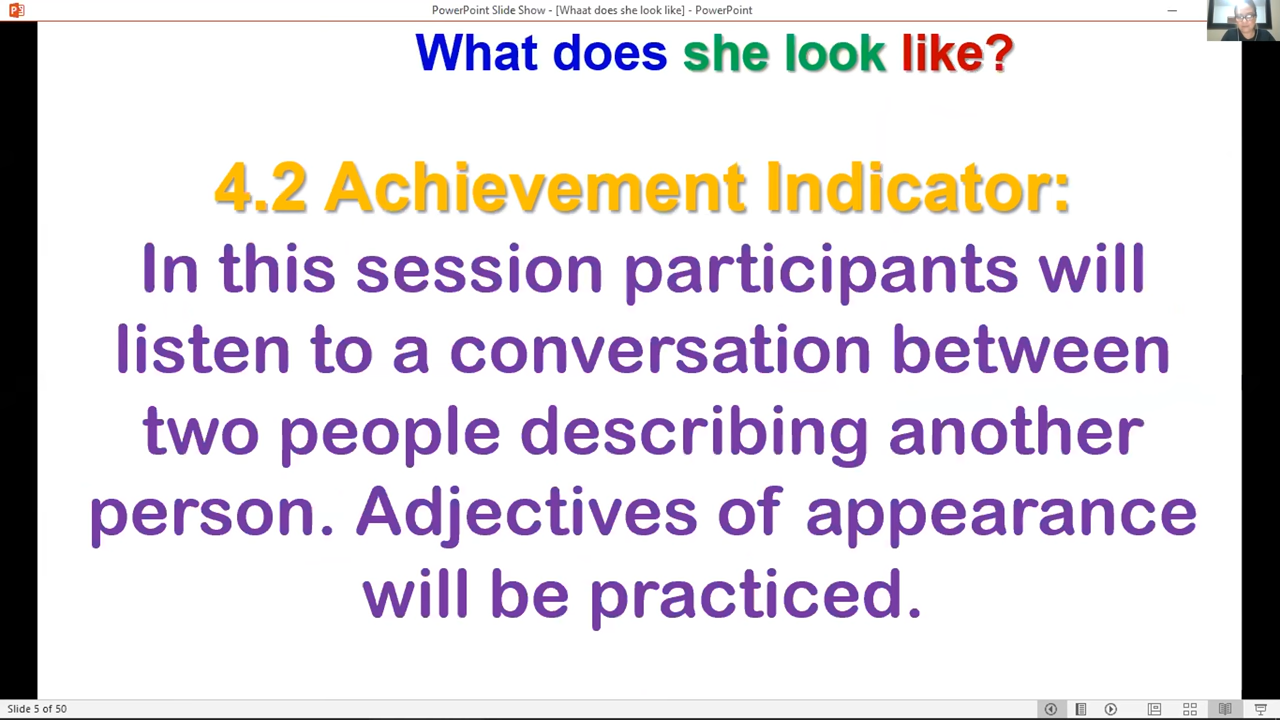 PowerPoint Slide Show - [Whaat does she look like] - PowerPoint
What does she look like?
4.2 Achievement Indicator:
In this session participants will
listen to a conversation between
two people describing another
person. Adjectives of appearance
will be practiced.
Slide 5 of 50